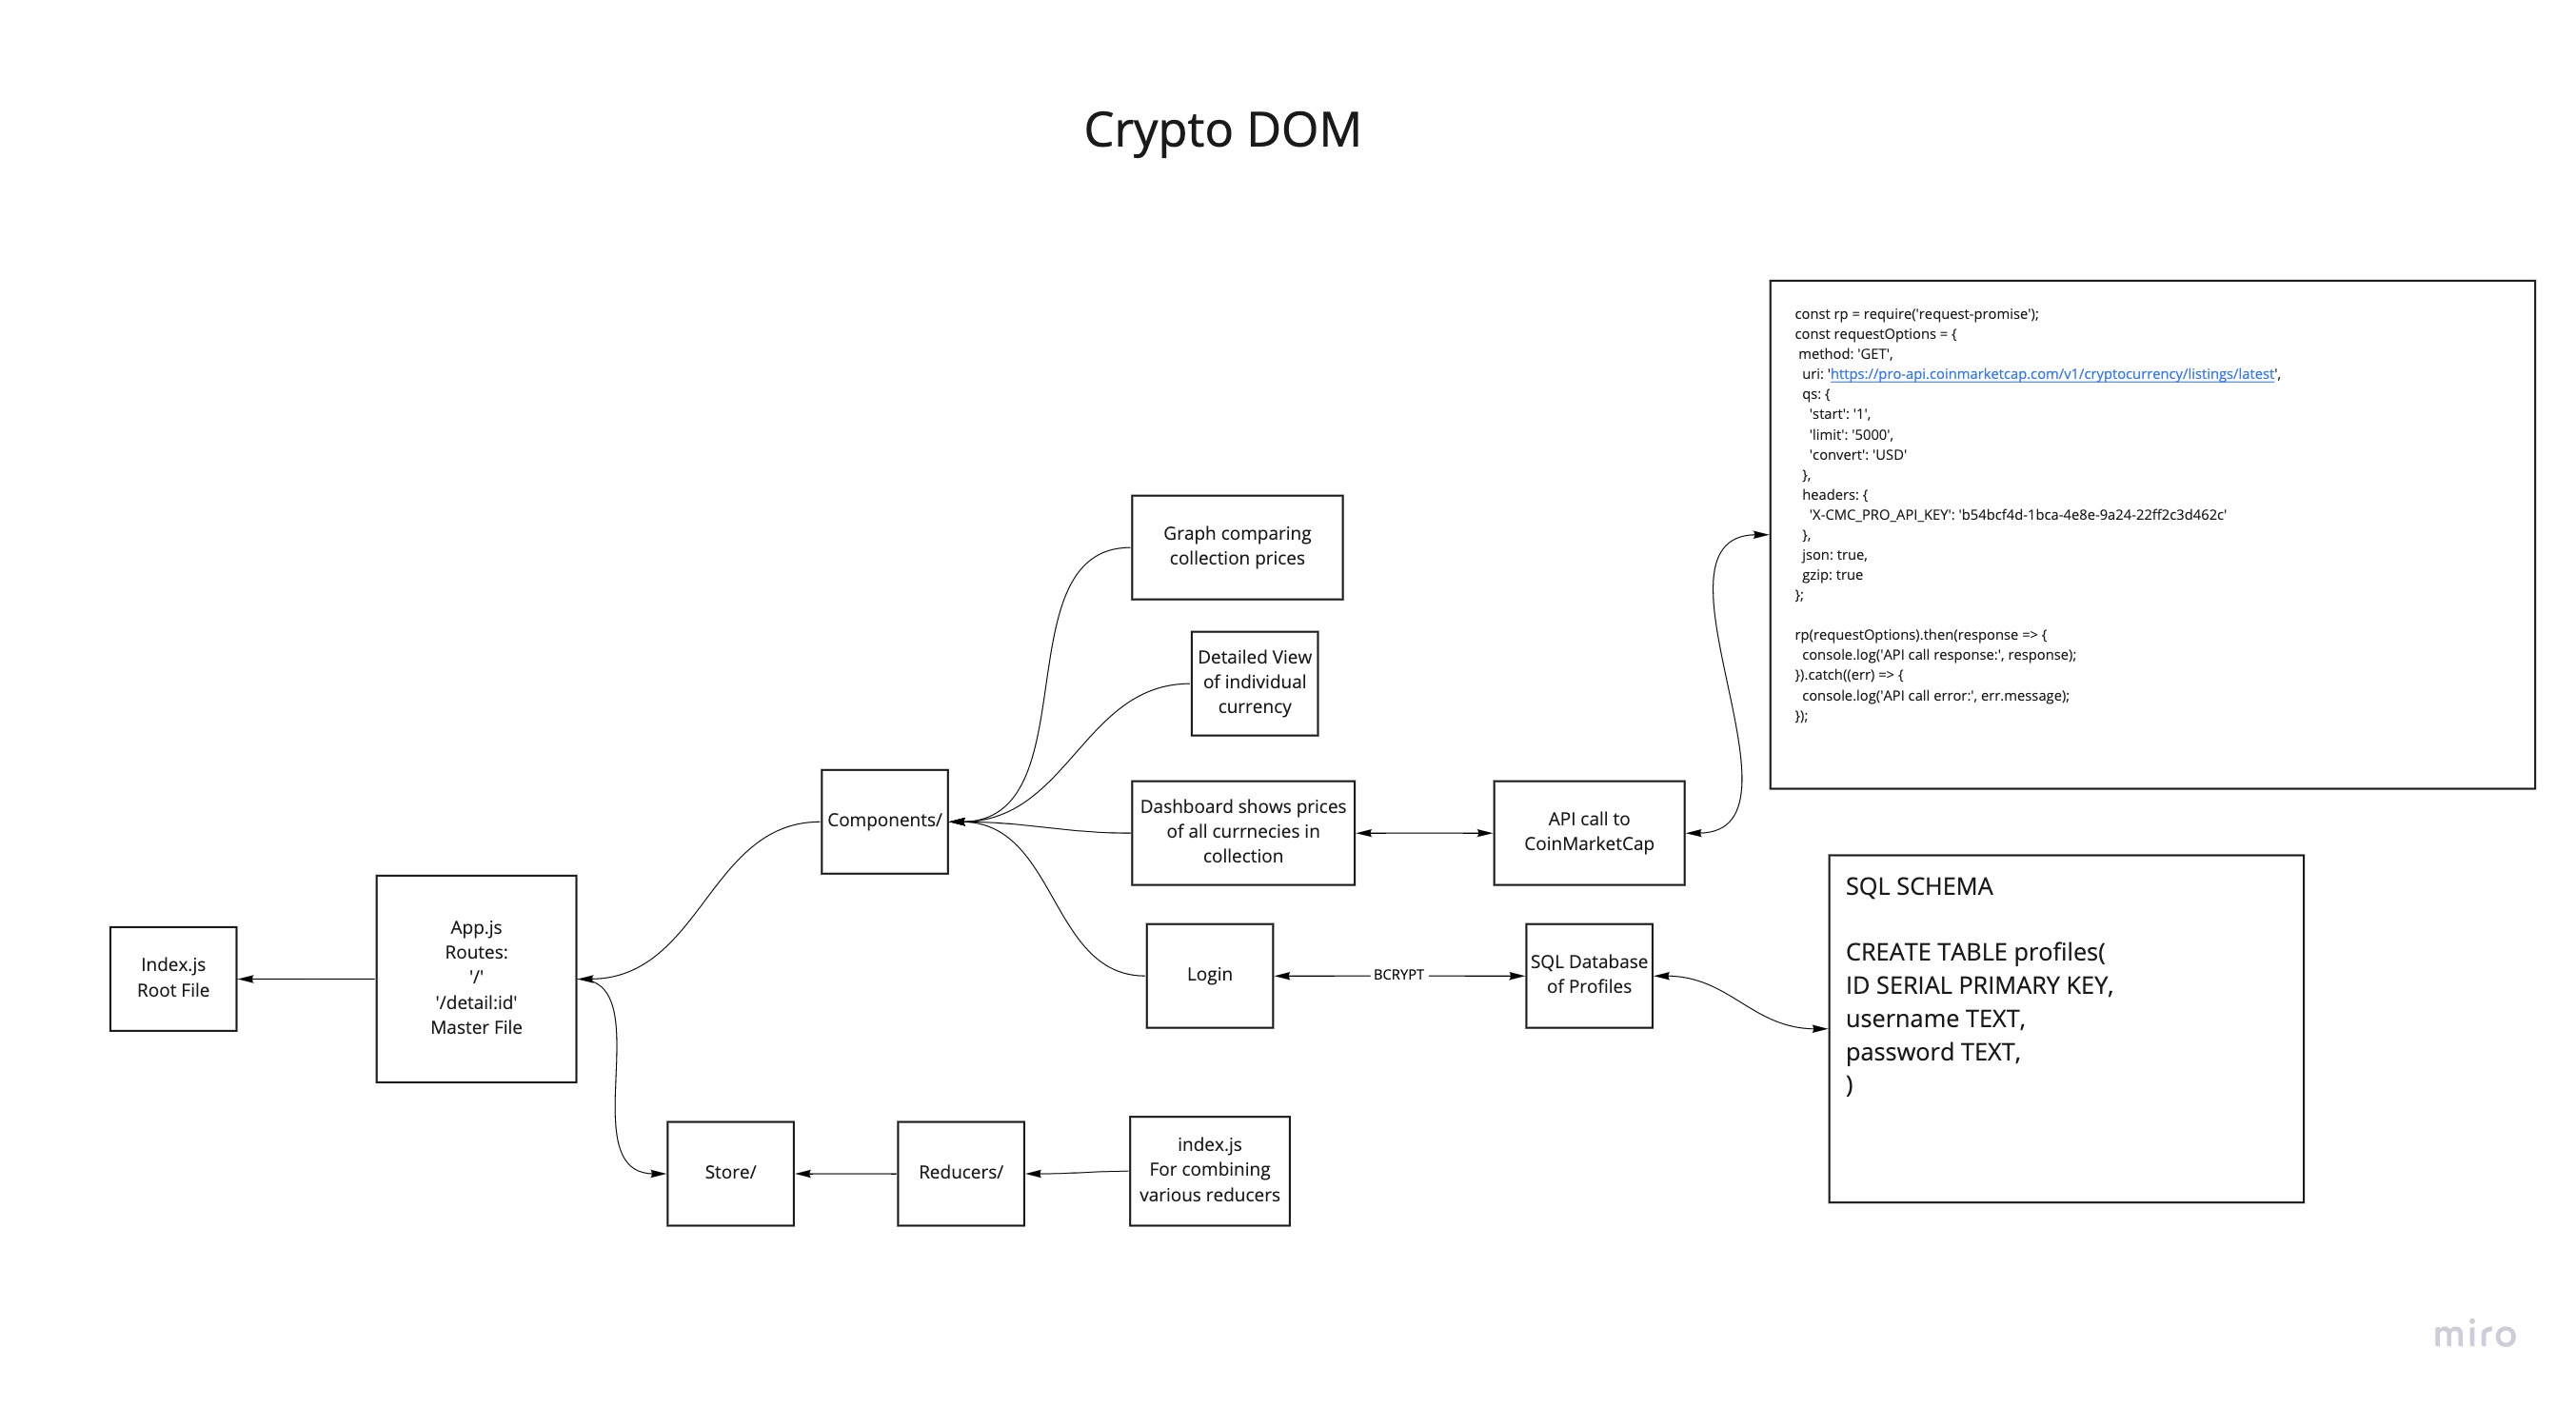 Crypto DOM
const rp = require('request-promise');
const requestOptions = {
method: 'GET',
uri: 'https://pro-api.coinmarketcap.com/v1/cryptocurrency/listings/latest',
qs: {
'start': '1',
'limit': '5000',
'convert': 'USD'
},
headers: {
'X-CMC_PRO_API_KEY': 'b54bcf4d-1bca-4e8e-9a24-22ff2c3d462c'
},
json: true,
gzip: true
};
rp(requestOptions).then(response => {
console.log('API call response:', response);
}).catch((err) => {
console.log('API call error:', err.message);
});
Graph comparing
collection prices
Detailed View
of individual
currency
Components/
Dashboard shows prices
of all currnecies in
collection
API call to
CoinMarketCap
Index.js
Root File
App.js
Routes:
'/'
'/detail:id'
Master File
Login
BCRYPT
SQL Database
of Profiles
SQL SCHEMA
CREATE TABLE profiles(
ID SERIAL PRIMARY KEY,
username TEXT,
password TEXT,
)
Store/
Reducers/
index.js
For combining
various reducers
miro